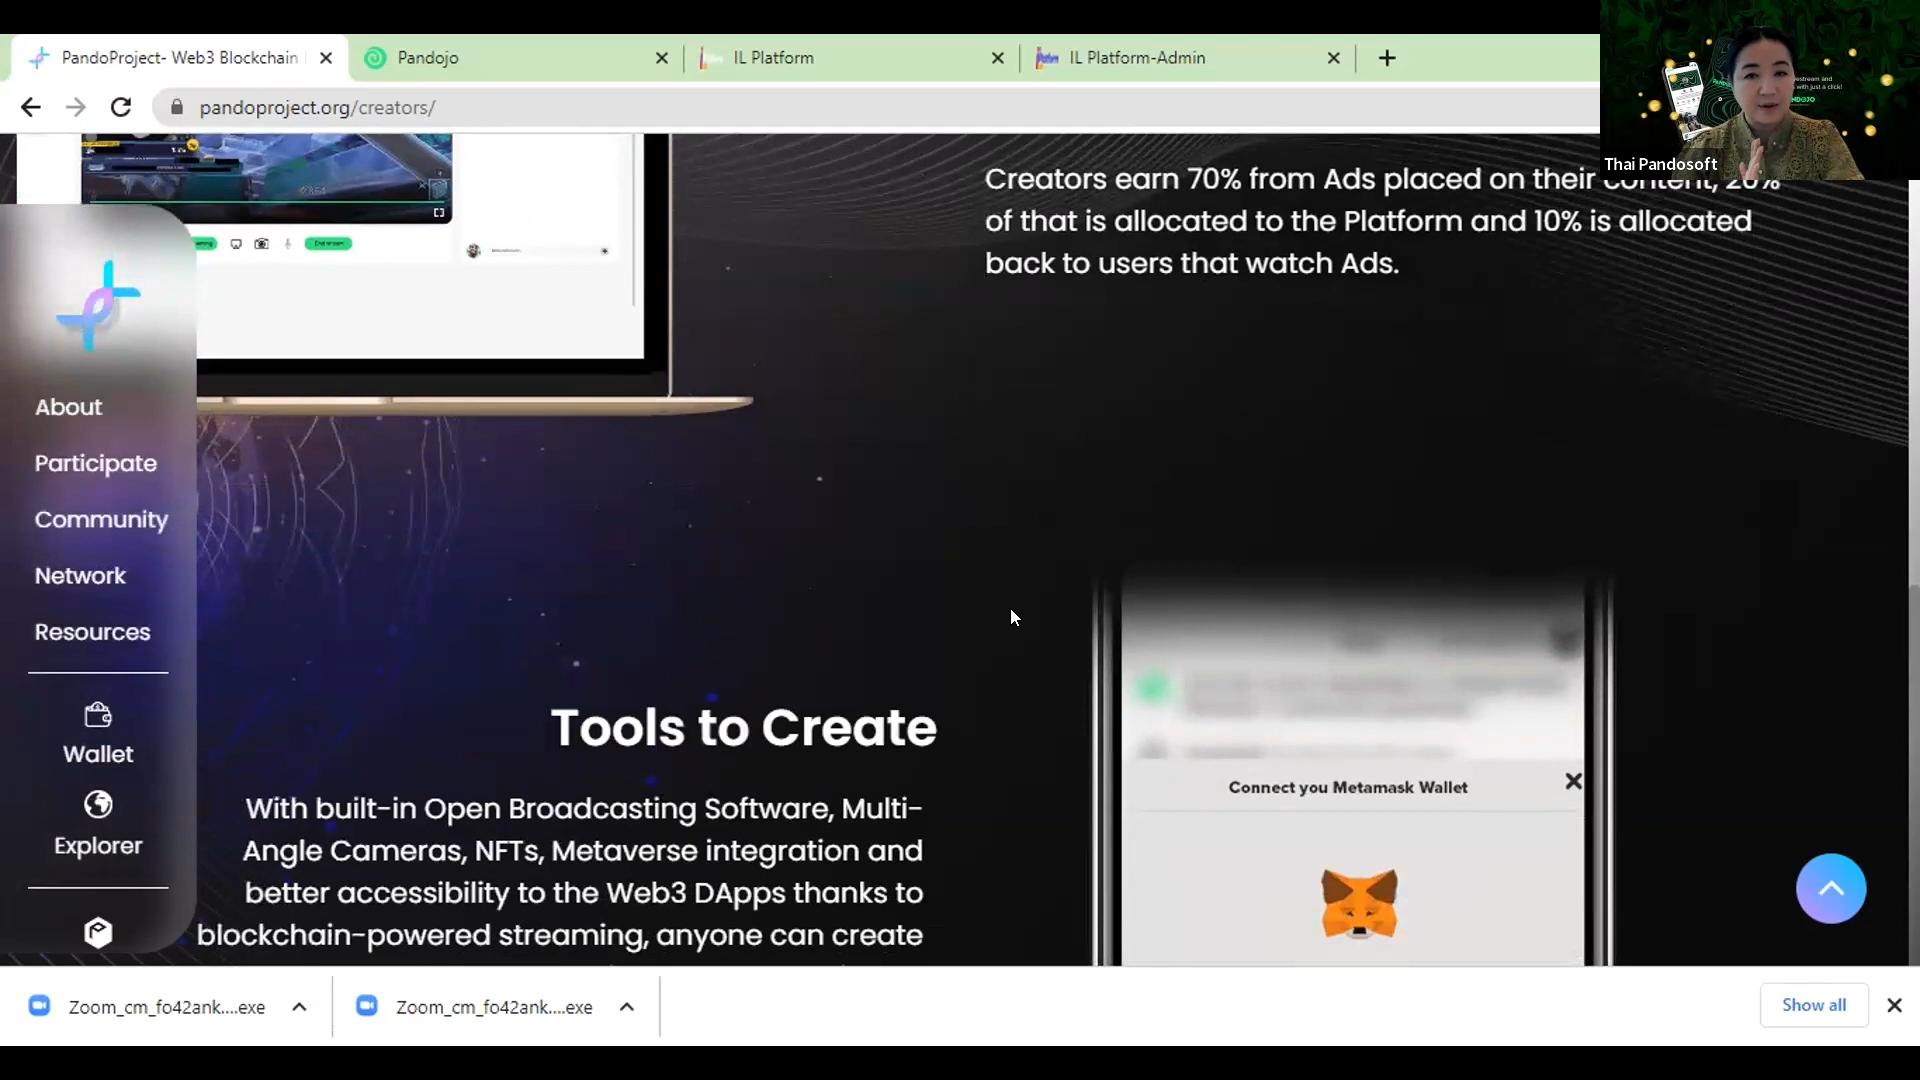 PandoProject- Web3 Blockchain
Pandojo
IL Platform
IL Platform-Admin
pandoproject.org/creators/
Thai Pandosoft
Creators earn 70% from Ads placed on their content, 20%
of that is allocated to the Platform and 10% is allocated
back to users that watch Ads.
About
Participate
Community
Network
Resources
Wallet
Explorer
Tools to Create
With built-in Open Broadcasting Software, Multi-
Angle Cameras, NFTs, Metaverse integration and
better accessibility to the Web3 DApps thanks to
blockchain-powered streaming, anyone can create
Connect you Metamask Wallet
Zoom_cm_fo42ank....exe
Zoom_cm_fo42ank....exe
Show all